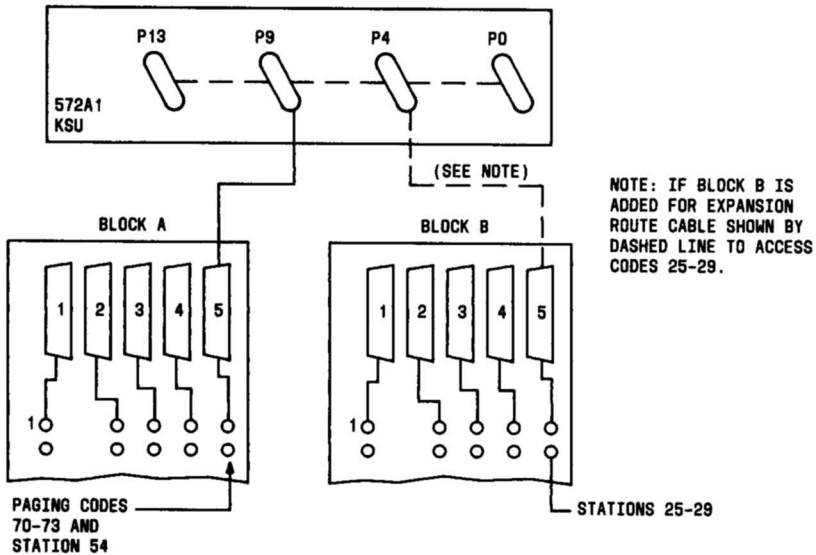 P13 P9 P4 P0
572A1
KSU
(SEE NOTE)
NOTE: IF BLOCK B IS
ADDED FOR EXPANSION
ROUTE CABLE SHOWN BY
DASHED LINE TO ACCESS
CODES 25-29.
BLOCK A
BLOCK B
1 2 3 4 5
1 2 3 4 5
1
1
PAGING CODES
70-73 AND
STATION 54
STATIONS 25-29